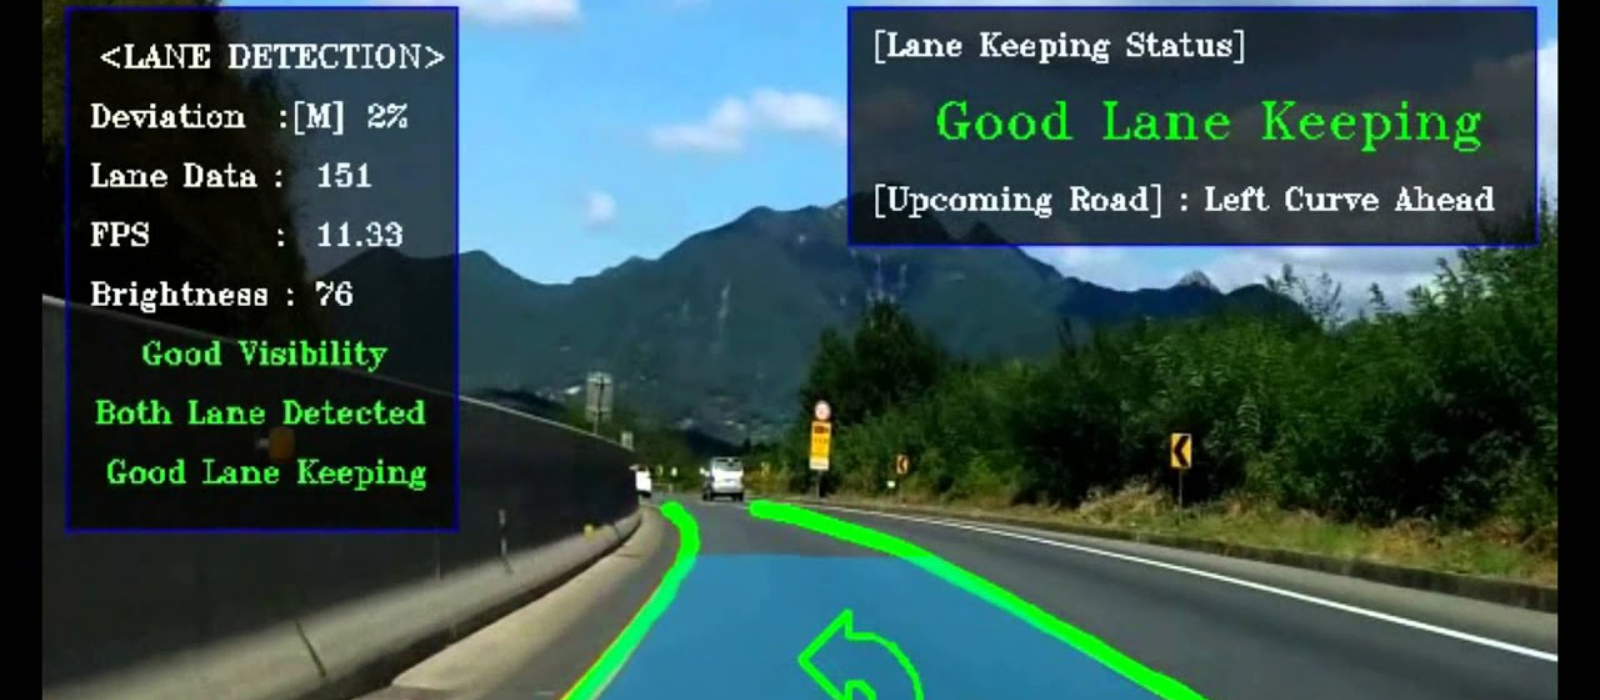 <LANE DETECTION>
Deviation :[M] 2%
Lane Data : 151
FPS : 11.33
Brightness : 76
Good Visibility
Both Lane Detected
Good Lane Keeping
[Lane Keeping Status]
Good Lane Keeping
[Upcoming Road] : Left Curve Ahead